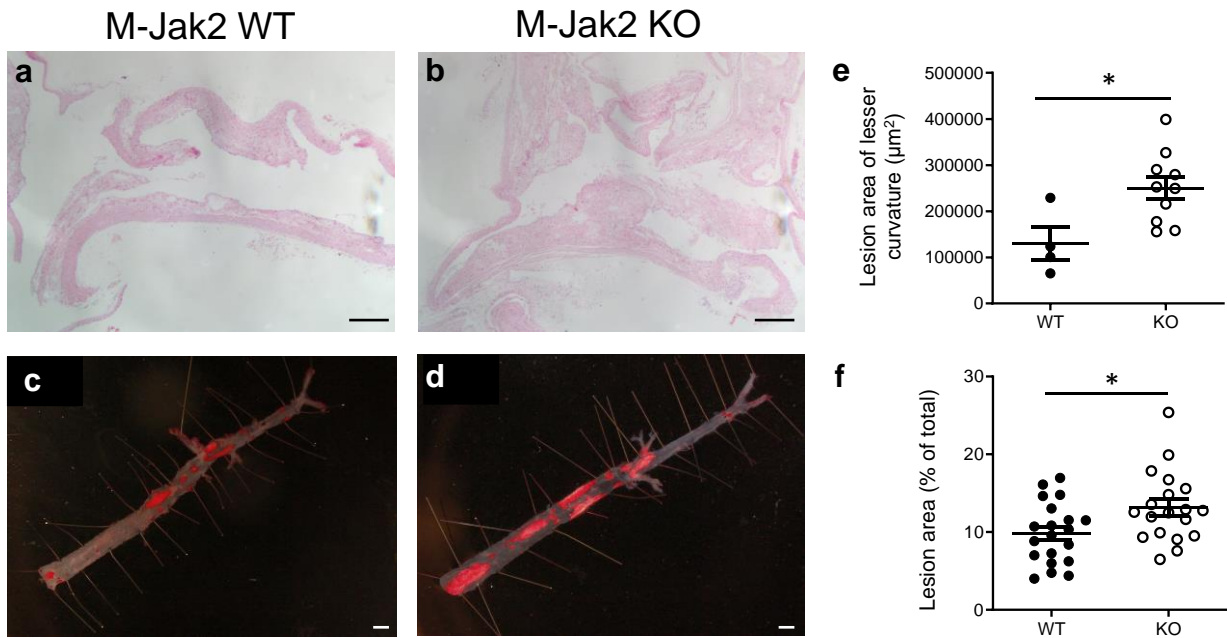 M-Jak2 WT
M-Jak2 KO
a
b
e
Lesion area of lesser
curvature (µm²)
500000
400000
300000
200000
100000
0
*
WT
KO
c
d
f
Lesion area (% of total)
30
20
10
0
*
WT
KO